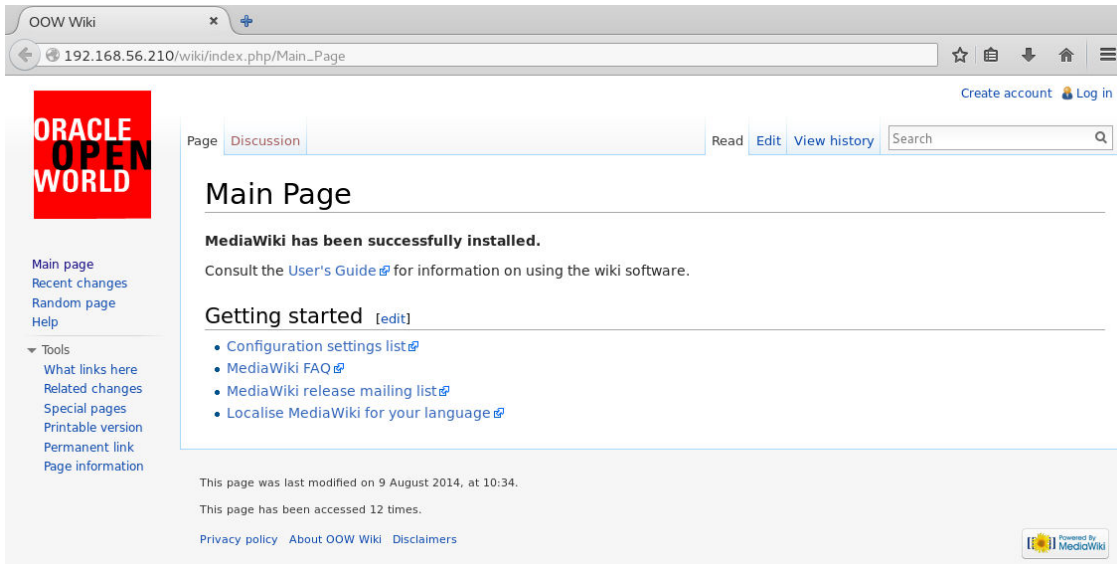 OOW Wiki
192.168.56.210/wiki/index.php/Main_Page
Create account Log in
ORACLE
OPEN
WORLD
Page Discussion Read Edit View history Search
Main Page
MediaWiki has been successfully installed.
Consult the User's Guide for information on using the wiki software.
Main page
Recent changes
Random page
Help
Tools
What links here
Related changes
Special pages
Printable version
Permanent link
Page information
Getting started [edit]
Configuration settings list
MediaWiki FAQ
MediaWiki release mailing list
Localise MediaWiki for your language
This page was last modified on 9 August 2014, at 10:34.
This page has been accessed 12 times.
Privacy policy About OOW Wiki Disclaimers
Powered By
MediaWiki